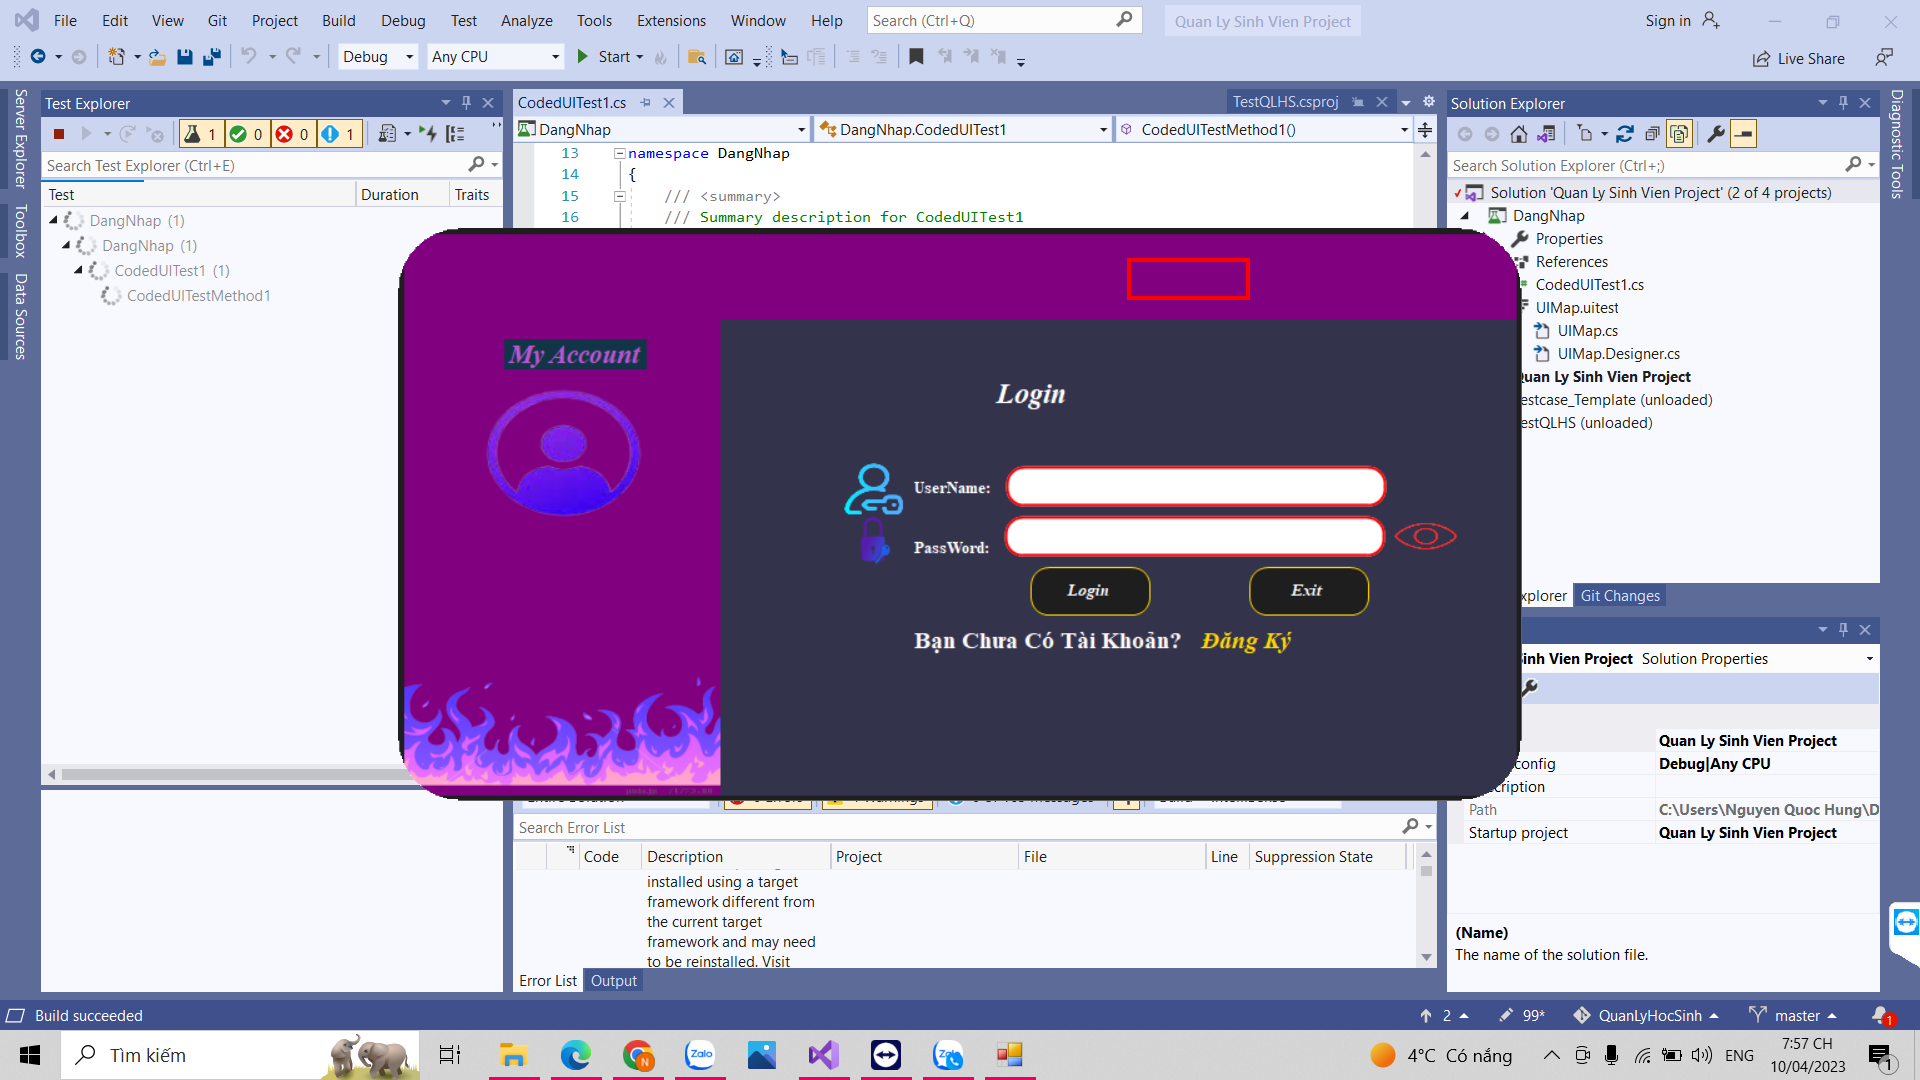 File Edit View Git Project Build Debug Test Analyze Tools Extensions Window Help Search (Ctrl+Q) Quan Ly Sinh Vien Project Sign in
Debug Any CPU Start Live Share
Server Explorer
Toolbox
Data Sources
Test Explorer
1 0 0 1
Search Test Explorer (Ctrl+E)
Test Duration Traits
DangNhap (1)
DangNhap (1)
CodedUITest1 (1)
CodedUITestMethod1
CodedUITest1.cs TestQLHS.csproj
DangNhap DangNhap.CodedUITest1 CodedUITestMethod1()
13 namespace DangNhap
14 {
15 /// <summary>
16 /// Summary description for CodedUITest1
My Account
Login
UserName:
PassWord:
Login Exit
Bạn Chưa Có Tài Khoản? Đăng Ký
Search Error List
Code Description Project File Line Suppression State
installed using a target
framework different from
the current target
framework and may need
to be reinstalled. Visit
Error List Output
Solution Explorer
Search Solution Explorer (Ctrl+;)
Solution 'Quan Ly Sinh Vien Project' (2 of 4 projects)
DangNhap
Properties
References
CodedUITest1.cs
UIMap.uitest
UIMap.cs
UIMap.Designer.cs
Quan Ly Sinh Vien Project
estcase_Template (unloaded)
estQLHS (unloaded)
xplorer Git Changes
inh Vien Project Solution Properties
Quan Ly Sinh Vien Project
config Debug|Any CPU
cription
Path C:\Users\Nguyen Quoc Hung\D
Startup project Quan Ly Sinh Vien Project
(Name)
The name of the solution file.
Diagnostic Tools
Build succeeded 2 99* QuanLyHocSinh master 1
Tìm kiếm Zalo Zalo N 4°C Có nắng ENG 7:57 CH
10/04/2023 1